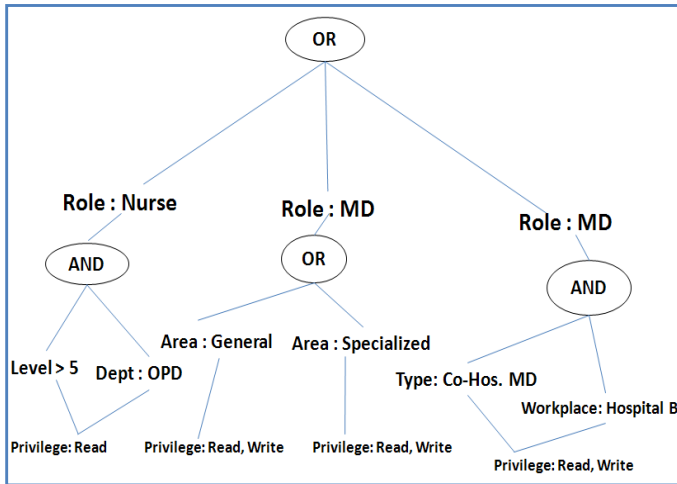 OR
Role : Nurse
Role : MD
Role : MD
AND
OR
AND
Area : General
Area : Specialized
Level > 5
Dept : OPD
Type: Co-Hos. MD
Workplace: Hospital B
Privilege: Read
Privilege: Read, Write
Privilege: Read, Write
Privilege: Read, Write